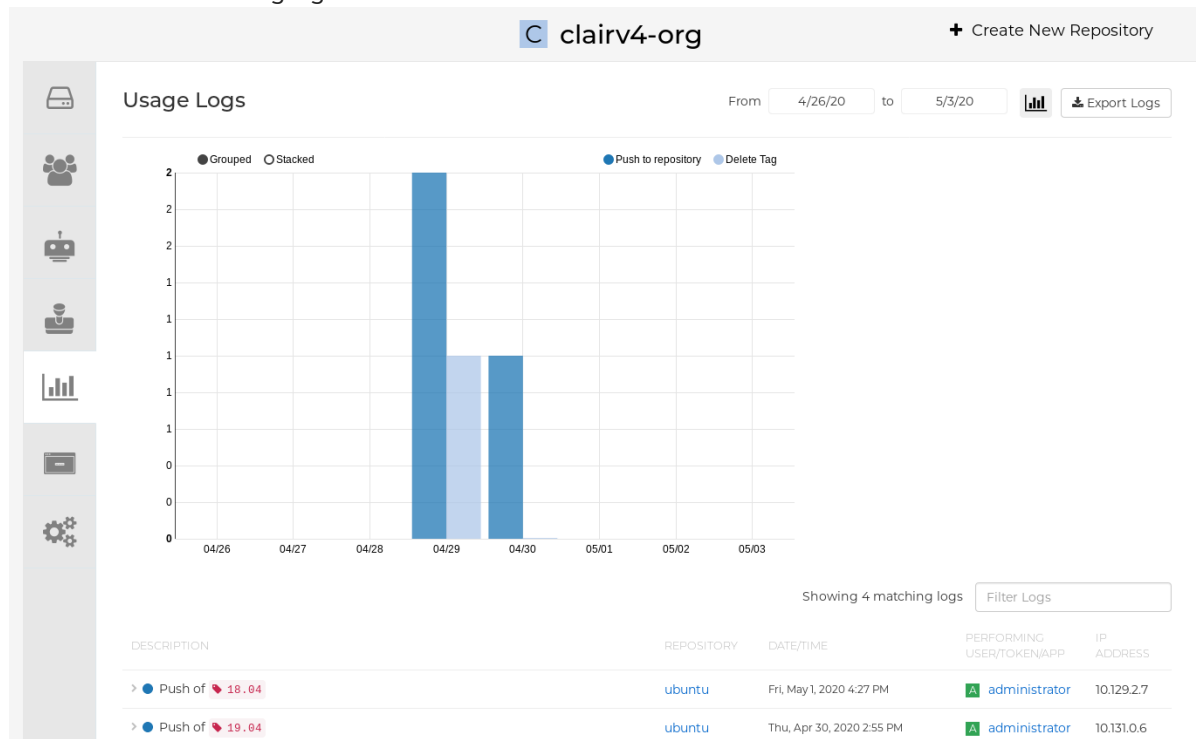 C clairv4-org
Create New Repository
Usage Logs
From 4/26/20 to 5/3/20 Export Logs
Grouped Stacked Push to repository Delete Tag
2
2
2
1
1
1
1
1
0
0
0
04/26 04/27 04/28 04/29 04/30 05/01 05/02 05/03
Showing 4 matching logs Filter Logs
DESCRIPTION REPOSITORY DATE/TIME PERFORMING USER/TOKEN/APP IP ADDRESS
Push of 18.04 ubuntu Fri, May 1, 2020 4:27 PM A administrator 10.129.2.7
Push of 19.04 ubuntu Thu, Apr 30, 2020 2:55 PM A administrator 10.131.0.6